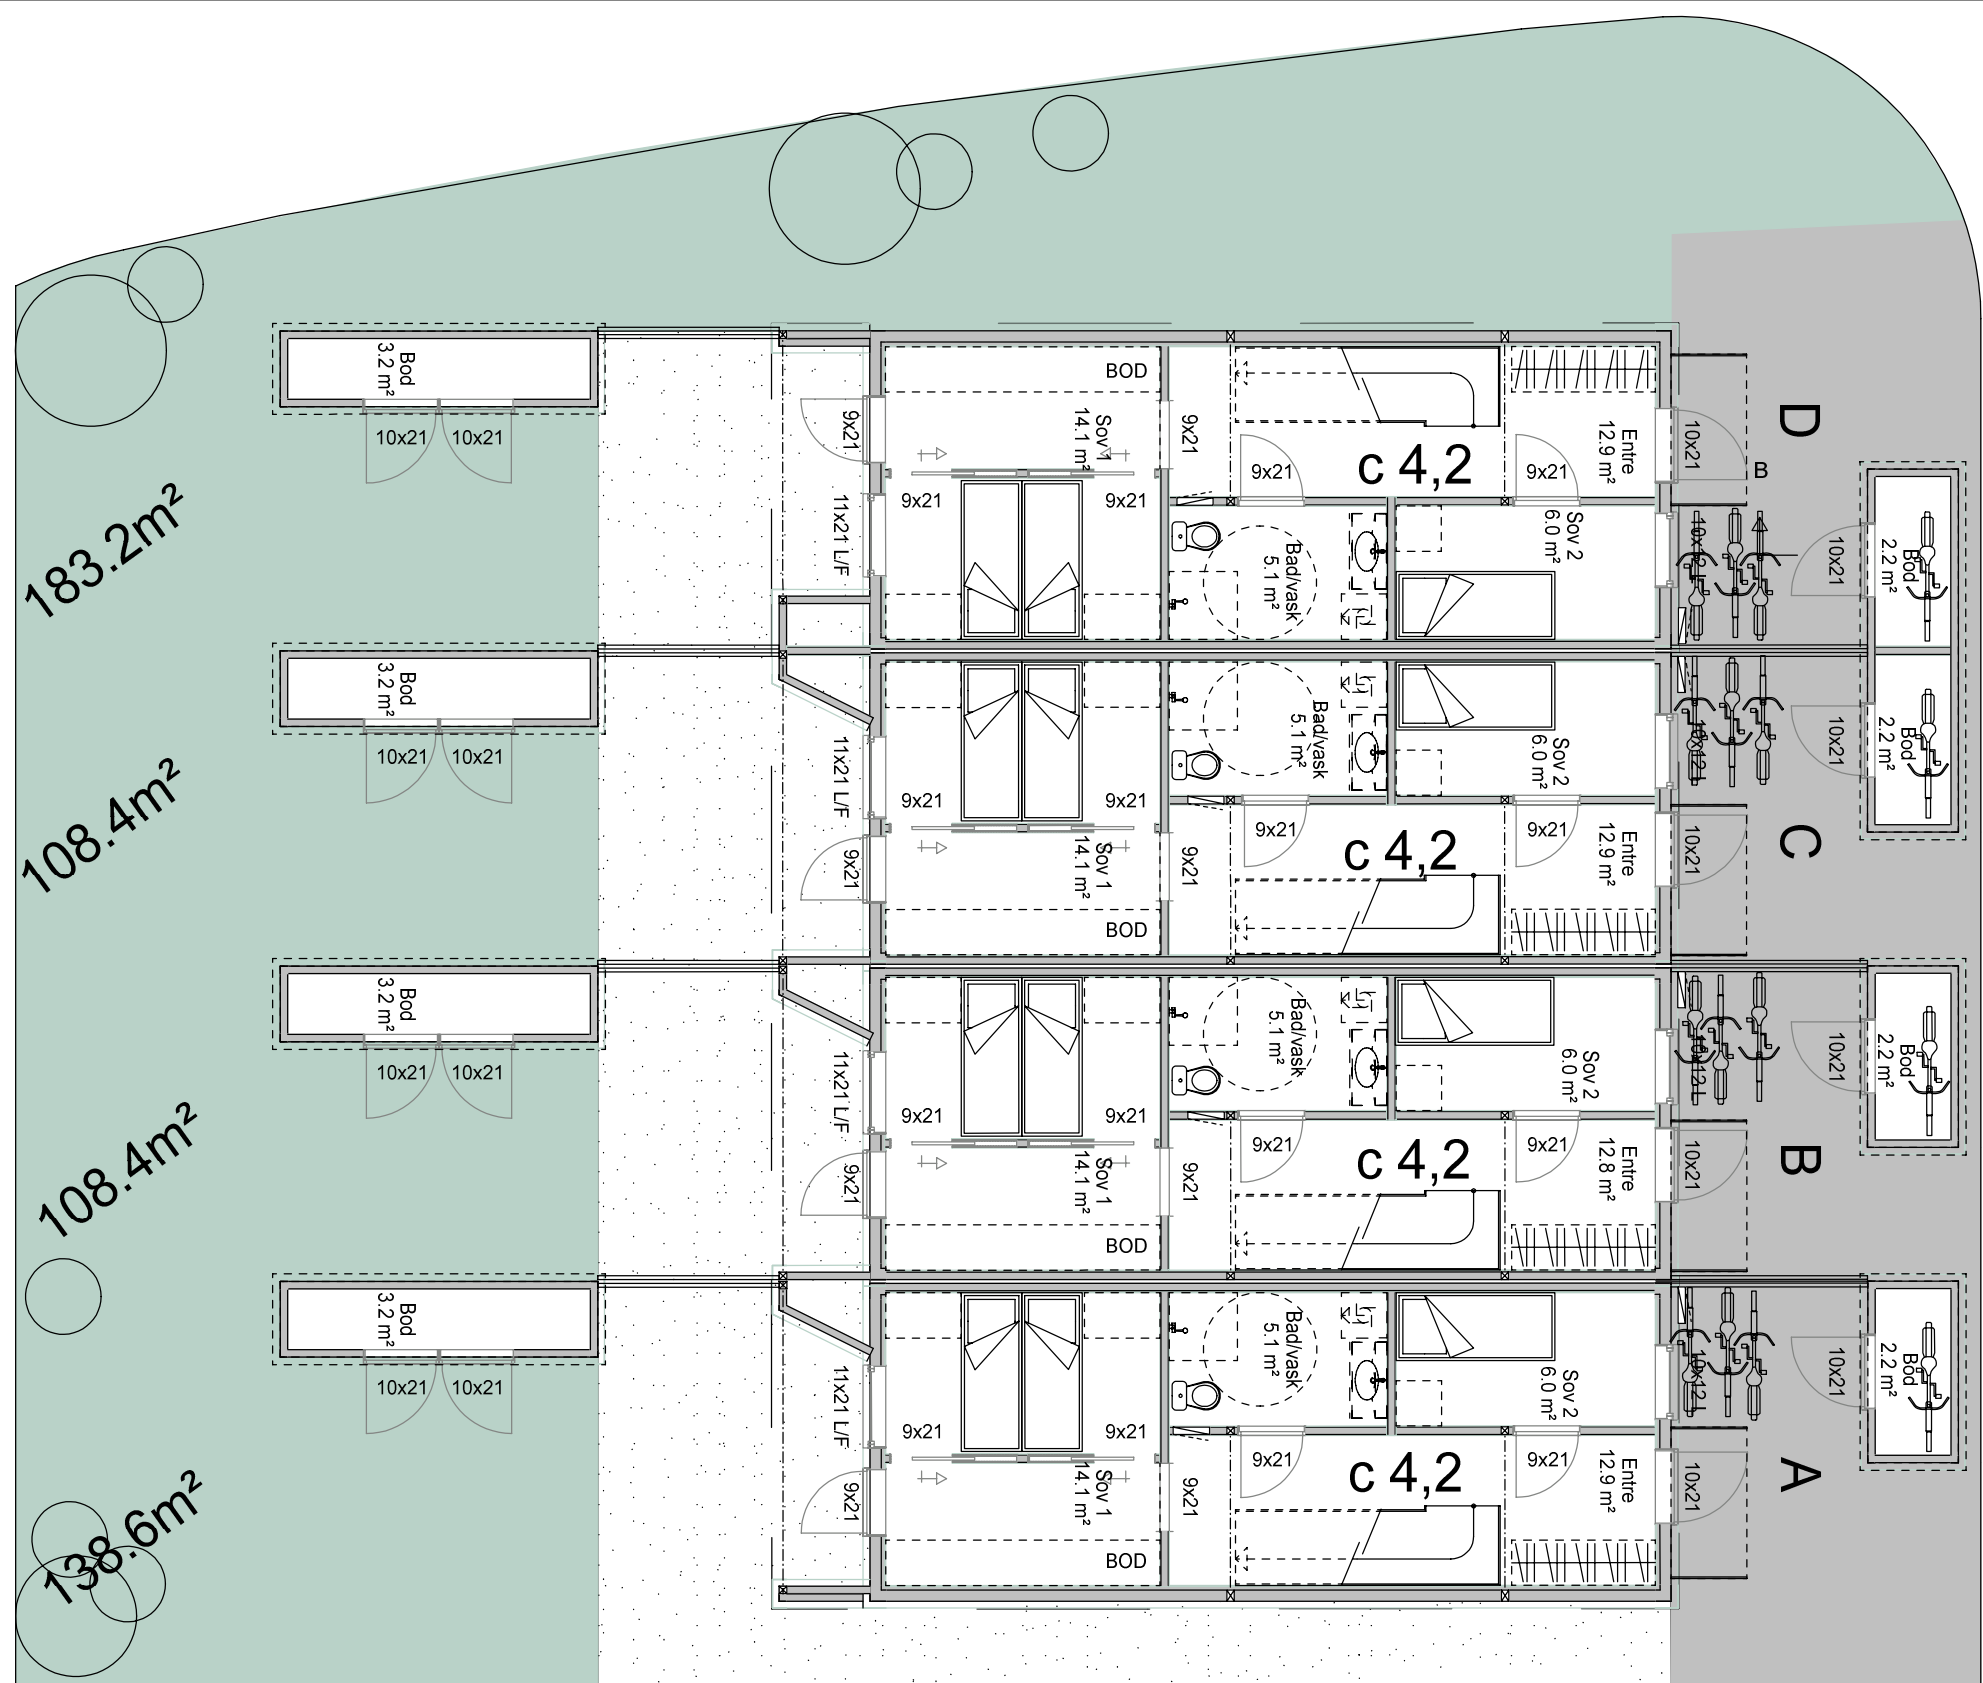 183.2m²
Bod
3.2 m²
10x21
10x21
9x21
11x21 L/F
BOD
Sov 1
14.1 m²
9x21
9x21
9x21
9x21
c 4,2
9x21
Entre
12.9 m²
10x21
D
B
Bad/vask
5.1 m²
Sov 2
6.0 m²
10x12 L
10x21
Bod
2.2 m²
108.4m²
Bod
3.2 m²
10x21
10x21
11x21 L/F
9x21
9x21
9x21
Sov 1
14.1 m²
BOD
Bad/vask
5.1 m²
Sov 2
6.0 m²
9x21
9x21
c 4,2
9x21
Entre
12.9 m²
10x12 L
10x21
C
10x21
Bod
2.2 m²
108.4m²
Bod
3.2 m²
10x21
10x21
11x21 L/F
9x21
9x21
9x21
Sov 1
14.1 m²
BOD
Bad/vask
5.1 m²
Sov 2
6.0 m²
9x21
9x21
c 4,2
9x21
Entre
12.8 m²
10x12 L
10x21
B
10x21
Bod
2.2 m²
138.6m²
Bod
3.2 m²
10x21
10x21
11x21 L/F
9x21
9x21
9x21
Sov 1
14.1 m²
BOD
Bad/vask
5.1 m²
Sov 2
6.0 m²
9x21
9x21
c 4,2
9x21
Entre
12.9 m²
10x12 L
10x21
A
10x21
Bod
2.2 m²